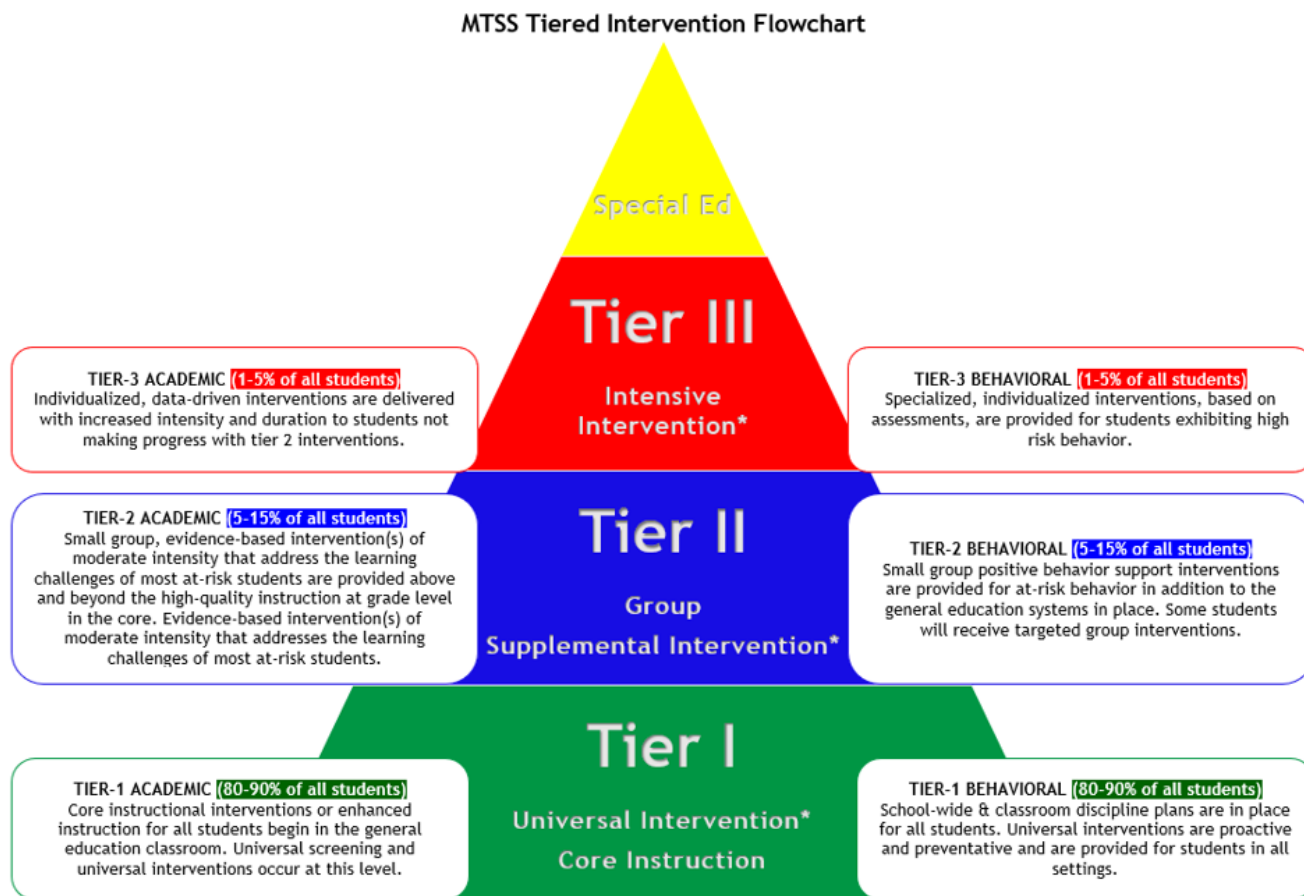 MTSS Tiered Intervention Flowchart
Special Ed
Tier III
Intensive
Intervention*
TIER-3 ACADEMIC (1-5% of all students)
Individualized, data-driven interventions are delivered
with increased intensity and duration to students not
making progress with tier 2 interventions.
TIER-3 BEHAVIORAL (1-5% of all students)
Specialized, individualized interventions, based on
assessments, are provided for students exhibiting high
risk behavior.
Tier II
Group
Supplemental Intervention*
TIER-2 ACADEMIC (5-15% of all students)
Small group, evidence-based intervention(s) of
moderate intensity that address the learning
challenges of most at-risk students are provided above
and beyond the high-quality instruction at grade level
in the core. Evidence-based intervention(s) of
moderate intensity that addresses the learning
challenges of most at-risk students.
TIER-2 BEHAVIORAL (5-15% of all students)
Small group positive behavior support interventions
are provided for at-risk behavior in addition to the
general education systems in place. Some students
will receive targeted group interventions.
Tier I
Universal Intervention*
Core Instruction
TIER-1 ACADEMIC (80-90% of all students)
Core instructional interventions or enhanced
instruction for all students begin in the general
education classroom. Universal screening and
universal interventions occur at this level.
TIER-1 BEHAVIORAL (80-90% of all students)
School-wide & classroom discipline plans are in place
for all students. Universal interventions are proactive
and preventative and are provided for students in all
settings.